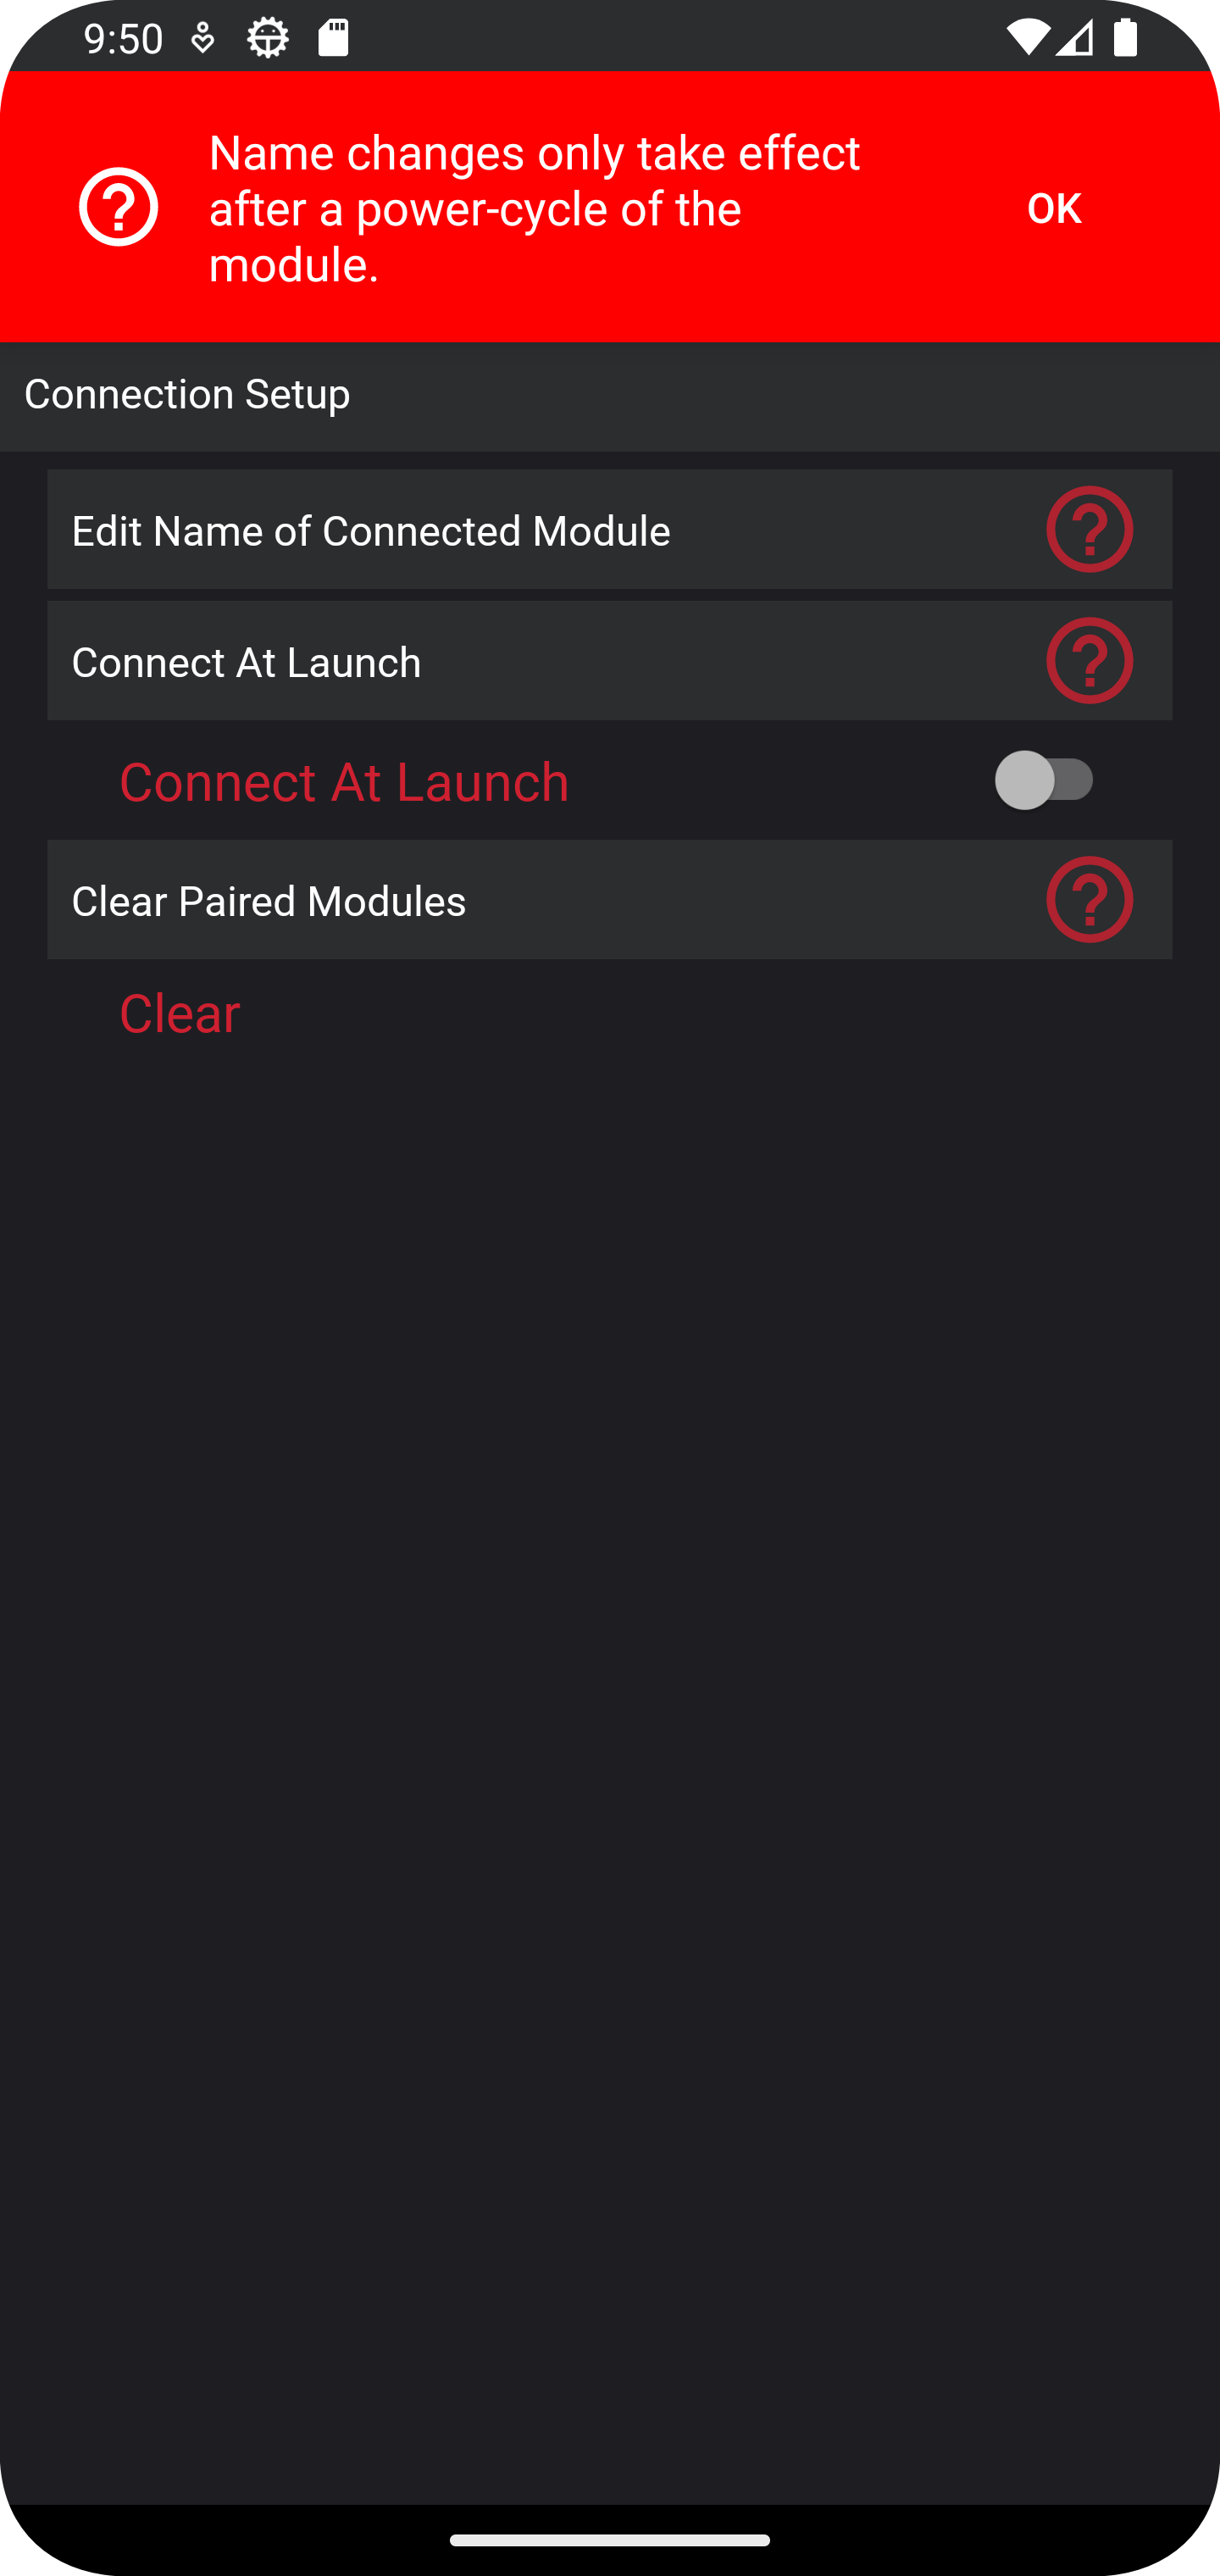 9:50
Name changes only take effect
after a power-cycle of the
module.
OK
Connection Setup
Edit Name of Connected Module
Connect At Launch
Connect At Launch
Clear Paired Modules
Clear